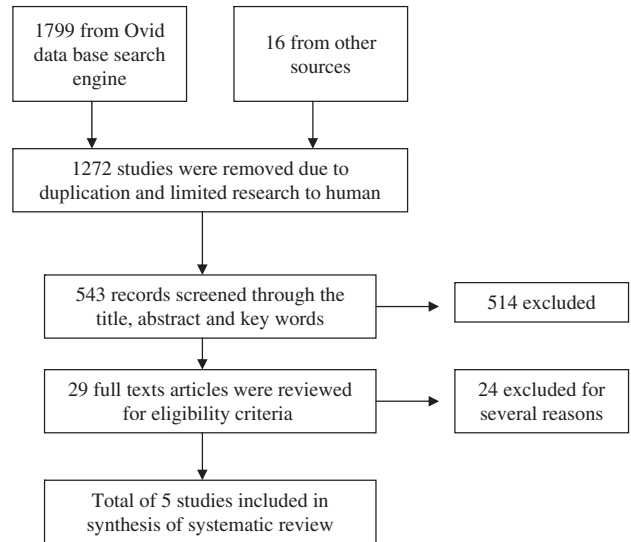 1799 from Ovid
data base search
engine
16 from other
sources
1272 studies were removed due to
duplication and limited research to human
543 records screened through the
title, abstract and key words
514 excluded
29 full texts articles were reviewed
for eligibility criteria
24 excluded for
several reasons
Total of 5 studies included in
synthesis of systematic review